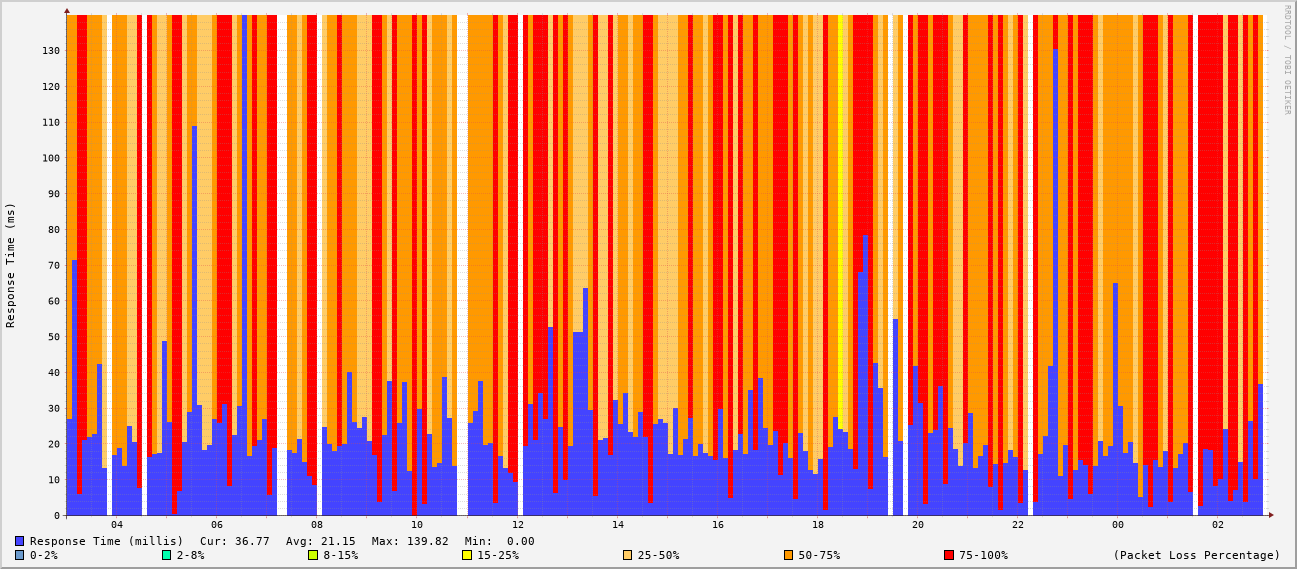 RRDTOOL / TOBI OETIKER
Response Time (ms)
130
120
110
100
90
80
70
60
50
40
30
20
10
0
04 06 08 10 12 14 16 18 20 22 00 02
Response Time (millis) Cur: 36.77 Avg: 21.15 Max: 139.82 Min: 0.00
0-2% 2-8% 8-15% 15-25% 25-50% 50-75% 75-100% (Packet Loss Percentage)